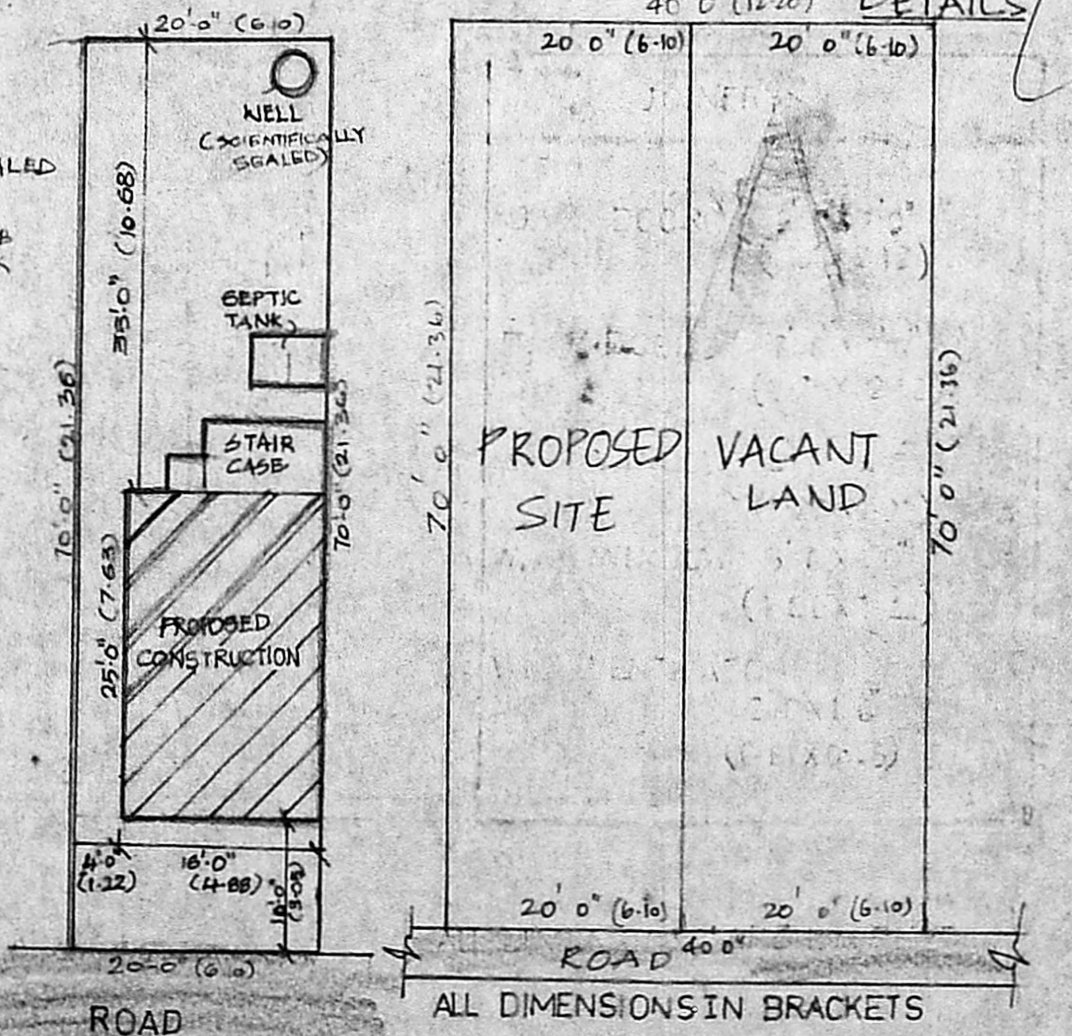 20'-0" (6.10)
WELL
(SCIENTIFICALLY
SEALED)
35'-0" (10.68)
SEPTIC
TANK
70'-0" (21.36)
70'-0" (21.36)
STAIR
CASE
25'-0" (7.63)
PROPOSED
CONSTRUCTION
4'-0"
(1.22)
16'-0"
(4.88)
20'-0" (6.10)
ROAD
DETAILS
20' 0" (6.10)
20' 0" (6.10)
70' 0" (21.36)
PROPOSED
SITE
VACANT
LAND
70' 0" (21.36)
20' 0" (6.10)
20' 0" (6.10)
ROAD
40' 0"
ALL DIMENSIONS IN BRACKETS